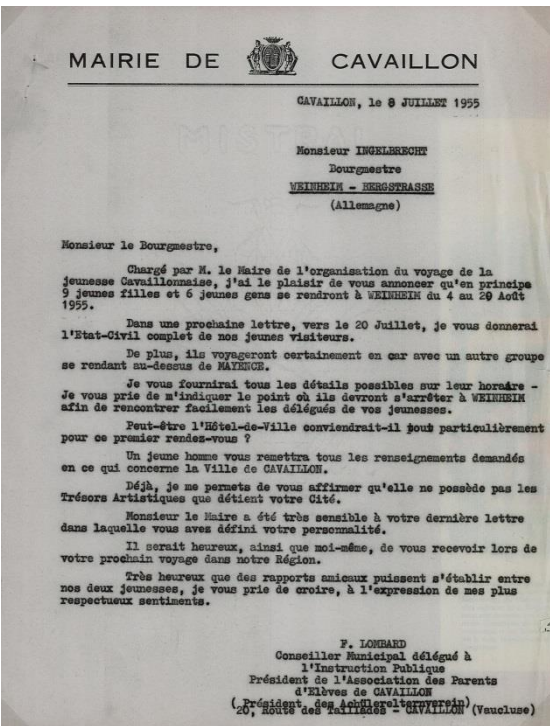 MAIRIE DE CAVAILLON
CAVAILLON, le 8 JUILLET 1955
Monsieur INGELBRECHT
Bourgmestre
WEINHEIM - BERGSTRASSE
(Allemagne)
Monsieur le Bourgmestre,
Chargé par M. le Maire de l'organisation du voyage de la
jeunesse Cavaillonnaise, j'ai le plaisir de vous annoncer qu'en principe
9 jeunes filles et 6 jeunes gens se rendront à WEINHEIM du 4 au 20 Août
1955.
Dans une prochaine lettre, vers le 20 Juillet, je vous donnerai
l'Etat-Civil complet de nos jeunes visiteurs.
De plus, ils voyageront certainement en car avec un autre groupe
se rendant au-dessus de MAYENCE.
Je vous fournirai tous les détails possibles sur leur horaire -
Je vous prie de m'indiquer le point où ils devront s'arrêter à WEINHEIM
afin de rencontrer facilement les délégués de vos jeunesses.
Peut-être l'Hôtel-de-Ville conviendrait-il tout particulièrement
pour ce premier rendez-vous ?
Un jeune homme vous remettra tous les renseignements demandés
en ce qui concerne la Ville de CAVAILLON.
Déjà, je me permets de vous affirmer qu'elle ne possède pas les
Trésors Artistiques que détient votre Cité.
Monsieur le Maire a été très sensible à votre dernière lettre
dans laquelle vous avez défini votre personnalité.
Il serait heureux, ainsi que moi-même, de vous recevoir lors de
votre prochain voyage dans notre Région.
Très heureux que des rapports amicaux puissent s'établir entre
nos deux jeunesses, je vous prie de croire, à l'expression de mes plus
respectueux sentiments.
F. LOMBARD
Conseiller Municipal délégué à
l'Instruction Publique
Président de l'Association des Parents
d'Elèves de CAVAILLON
( Président des Schülerelternverein)
20, Route des Taillades - CAVAILLON (Vaucluse)